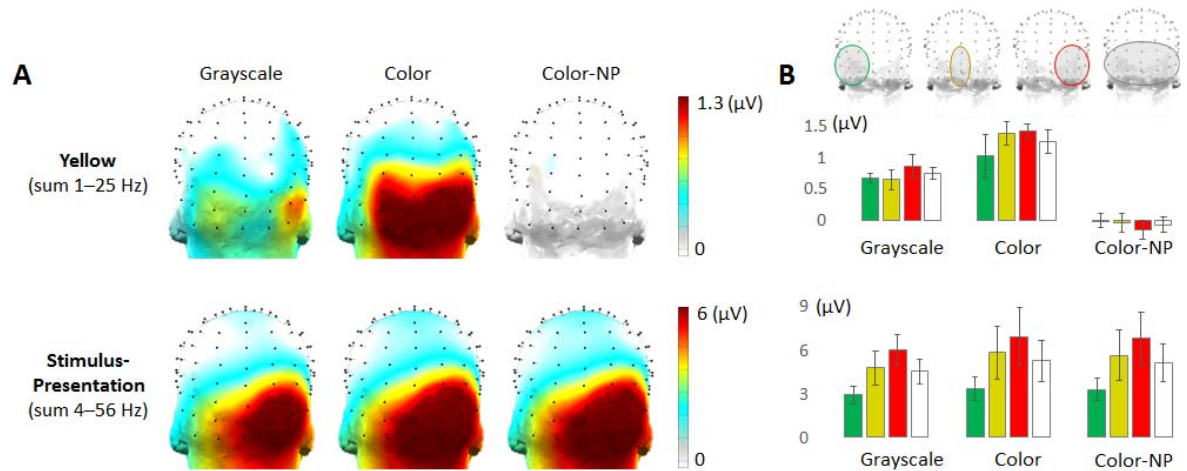 A
Grayscale
Color
Color-NP
Yellow
(sum 1–25 Hz)
1.3 (μV)
0
Stimulus-
Presentation
(sum 4–56 Hz)
6 (μV)
0
B
(μV)
1.5
1
0.5
0
Grayscale
Color
Color-NP
9 (μV)
6
3
0
Grayscale
Color
Color-NP